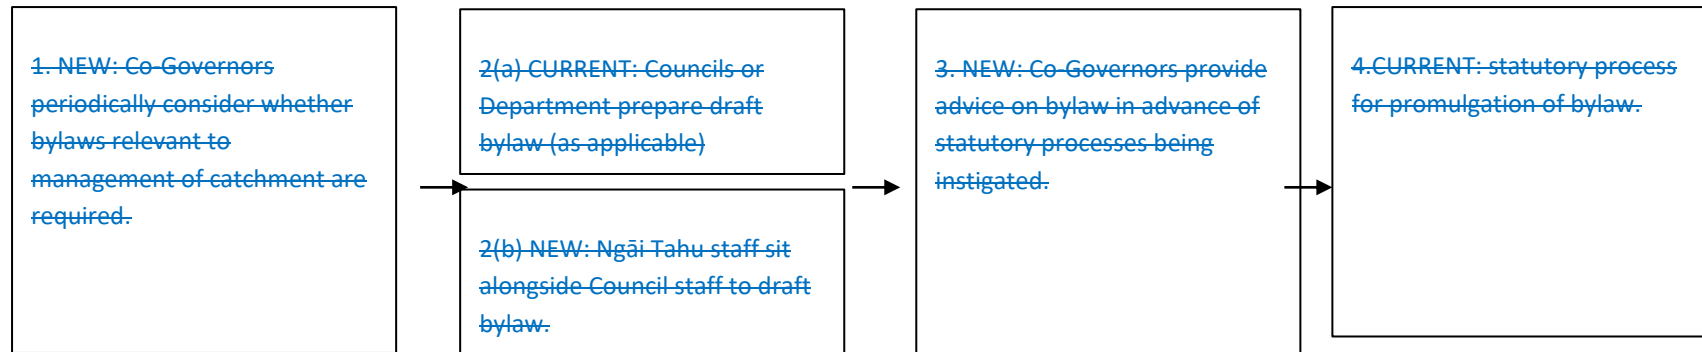 1. NEW: Co-Governors
periodically consider whether
bylaws relevant to
management of catchment are
required.
2(a) CURRENT: Councils or
Department prepare draft
bylaw (as applicable)
2(b) NEW: Ngāi Tahu staff sit
alongside Council staff to draft
bylaw.
3. NEW: Co-Governors provide
advice on bylaw in advance of
statutory processes being
instigated.
4.CURRENT: statutory process
for promulgation of bylaw.